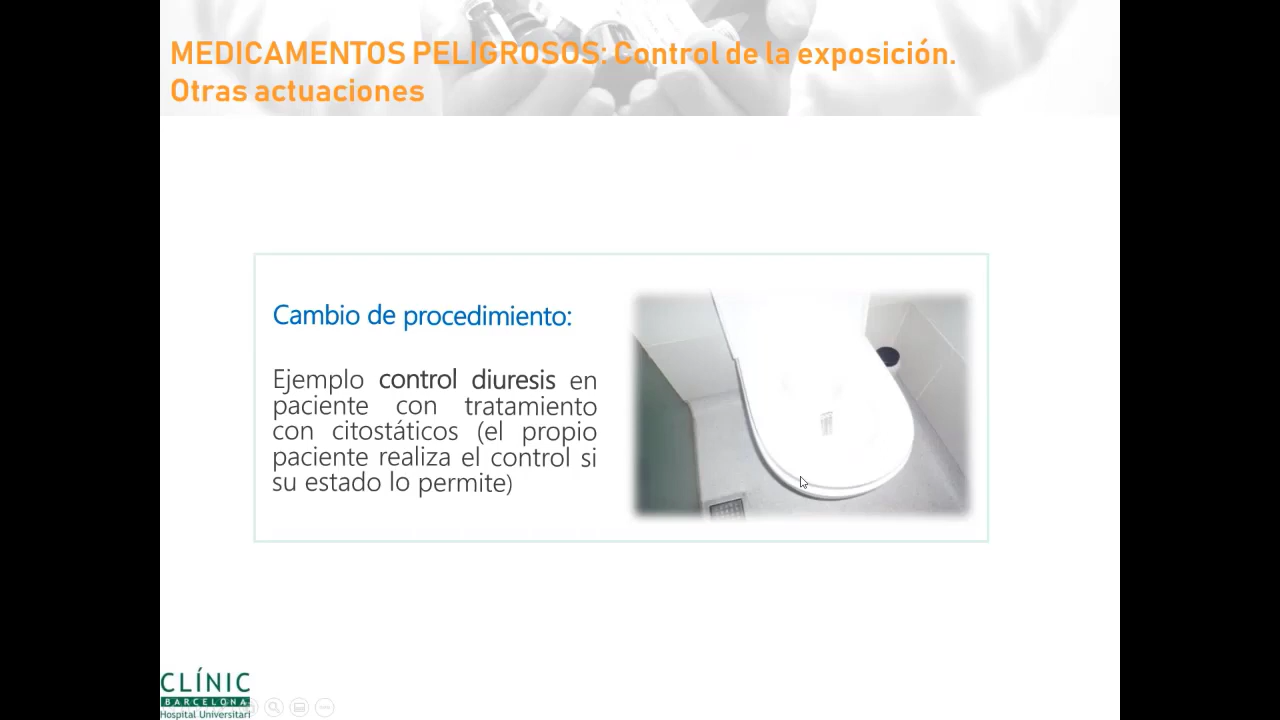 MEDICAMENTOS PELIGROSOS: Control de la exposición.
Otras actuaciones
Cambio de procedimiento:
Ejemplo control diuresis en
paciente con tratamiento
con citostáticos (el propio
paciente realiza el control si
su estado lo permite)
CLÍNIC
BARCELONA
Hospital Universitari